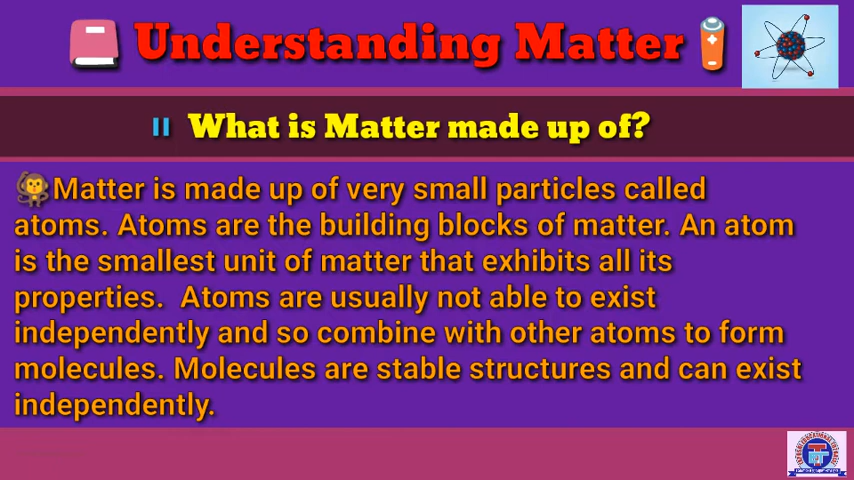 Understanding Matter
What is Matter made up of?
Matter is made up of very small particles called
atoms. Atoms are the building blocks of matter. An atom
is the smallest unit of matter that exhibits all its
properties.  Atoms are usually not able to exist
independently and so combine with other atoms to form
molecules. Molecules are stable structures and can exist
independently.